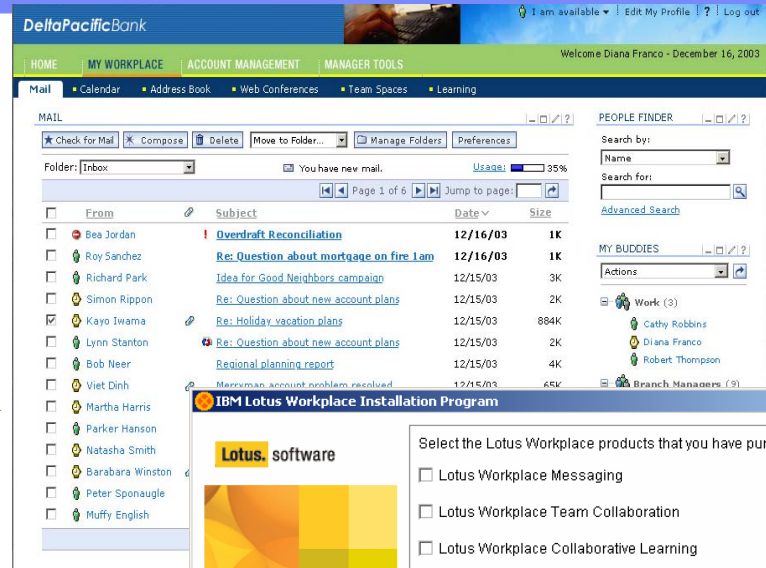 DeltaPacificBank
I am available Edit My Profile ? Log out
Welcome Diana Franco - December 16, 2003
HOME MY WORKPLACE ACCOUNT MANAGEMENT MANAGER TOOLS
Mail Calendar Address Book Web Conferences Team Spaces Learning
MAIL
Check for Mail Compose Delete Move to Folder... Manage Folders Preferences
Folder: Inbox You have new mail. Usage: 35%
Page 1 of 6 Jump to page:
From Subject Date Size
Bea Jordan ! Overdraft Reconciliation 12/16/03 1K
Roy Sanchez Re: Question about mortgage on fire 1am 12/16/03 1K
Richard Park Idea for Good Neighbors campaign 12/15/03 3K
Simon Rippon Re: Question about new account plans 12/15/03 2K
Kayo Iwama Re: Holiday vacation plans 12/15/03 884K
Lynn Stanton Re: Question about new account plans 12/15/03 2K
Bob Neer Regional planning report 12/15/03 4K
Viet Dinh Merryman account problem resolved 12/15/03 65K
Martha Harris
Parker Hanson
Natasha Smith
Barabara Winston
Peter Sponaugle
Muffy English
PEOPLE FINDER
Search by:
Name
Search for:
Advanced Search
MY BUDDIES
Actions
Work (3)
Cathy Robbins
Diana Franco
Robert Thompson
Branch Managers (9)
IBM Lotus Workplace Installation Program
Lotus. software
Select the Lotus Workplace products that you have pur
Lotus Workplace Messaging
Lotus Workplace Team Collaboration
Lotus Workplace Collaborative Learning